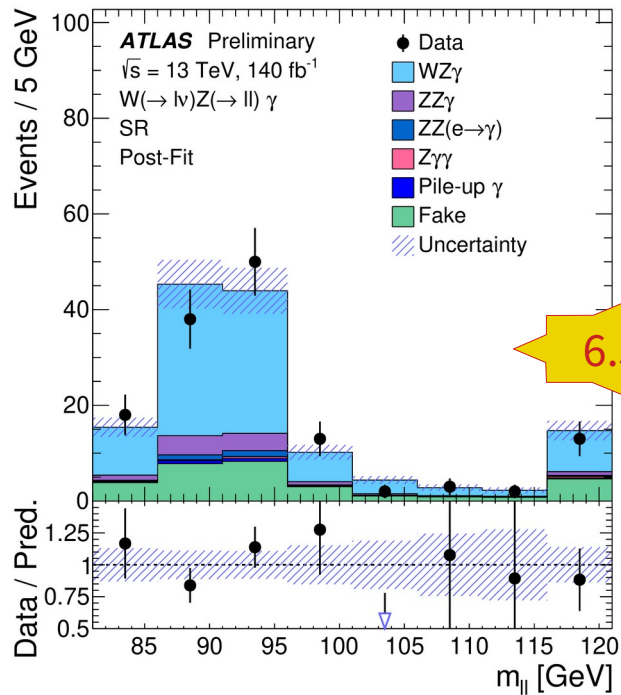 ATLAS Preliminary
√s = 13 TeV, 140 fb⁻¹
W(→ lν)Z(→ ll) γ
SR
Post-Fit
Data
WZγ
ZZγ
ZZ(e→γ)
Zγγ
Pile-up γ
Fake
Uncertainty
Events / 5 GeV
100
80
60
40
20
0
6.
Data / Pred.
1.25
1
0.75
0.5
85 90 95 100 105 110 115 120
m_ll [GeV]